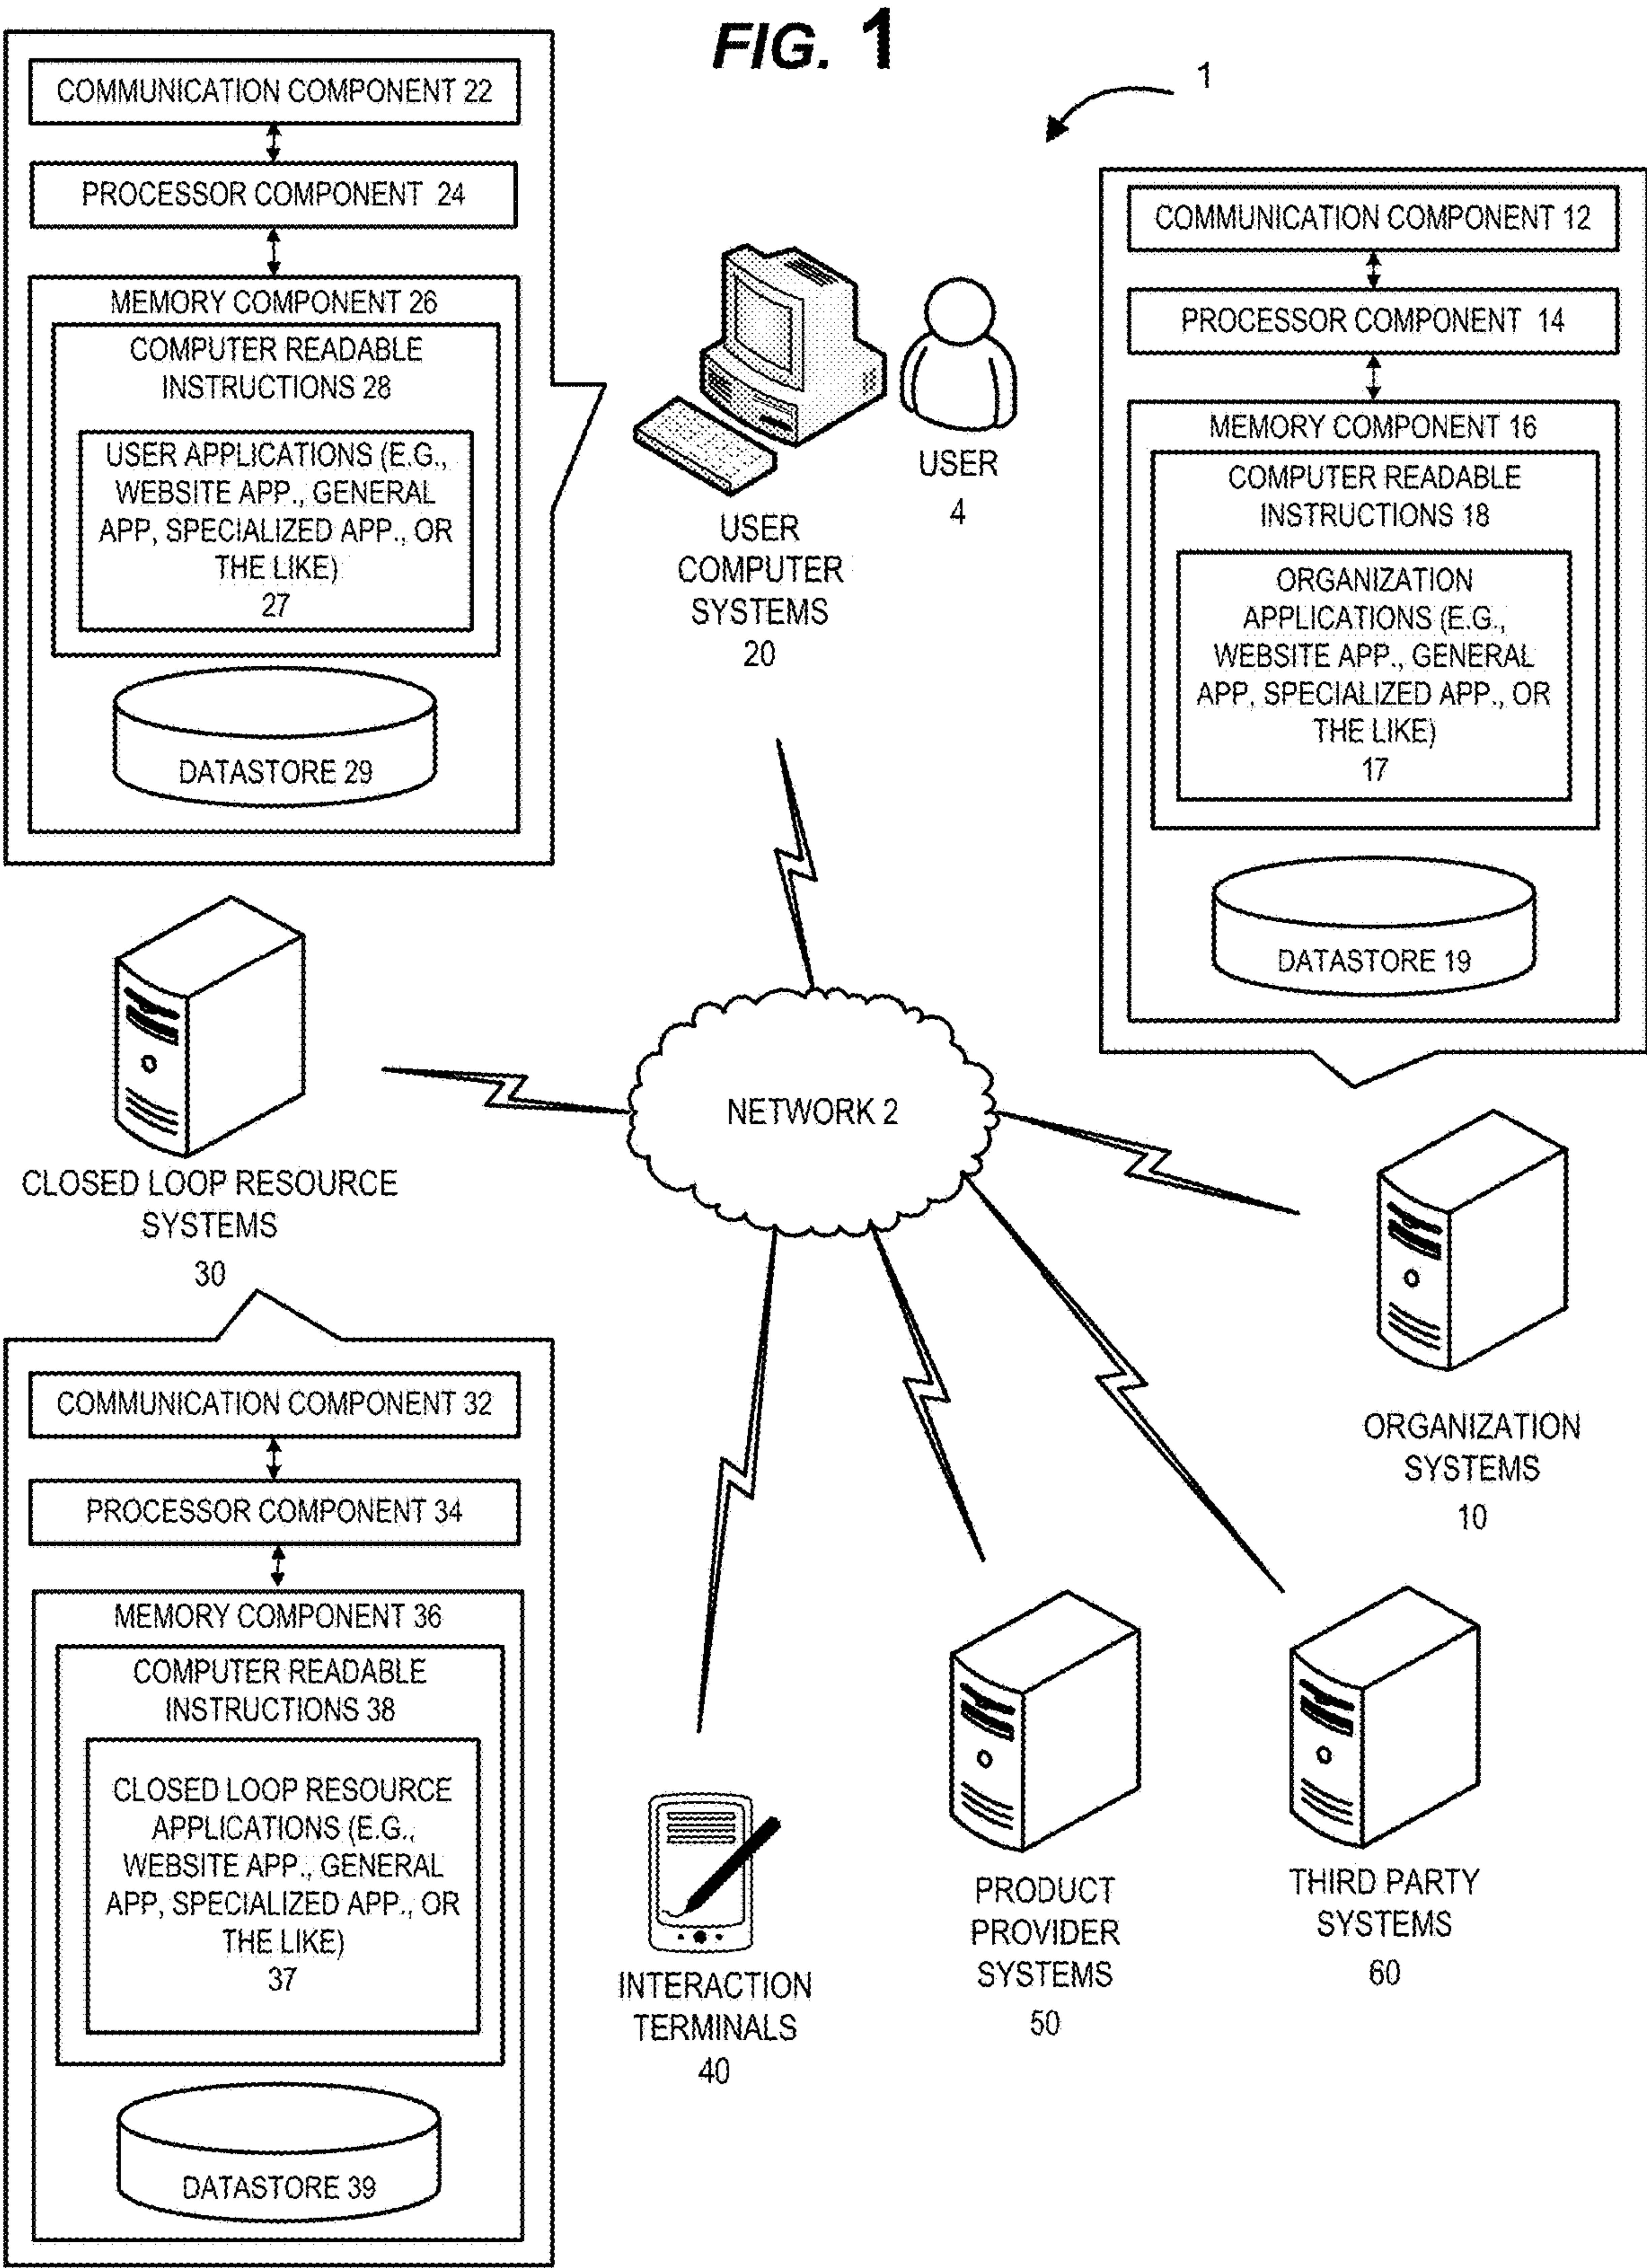 FIG. 1
1
COMMUNICATION COMPONENT 22
PROCESSOR COMPONENT 24
MEMORY COMPONENT 26
COMPUTER READABLE
INSTRUCTIONS 28
USER APPLICATIONS (E.G.,
WEBSITE APP., GENERAL
APP, SPECIALIZED APP., OR
THE LIKE)
27
DATASTORE 29
USER
COMPUTER
SYSTEMS
20
USER
4
COMMUNICATION COMPONENT 12
PROCESSOR COMPONENT 14
MEMORY COMPONENT 16
COMPUTER READABLE
INSTRUCTIONS 18
ORGANIZATION
APPLICATIONS (E.G.,
WEBSITE APP., GENERAL
APP, SPECIALIZED APP., OR
THE LIKE)
17
DATASTORE 19
CLOSED LOOP RESOURCE
SYSTEMS
30
NETWORK 2
ORGANIZATION
SYSTEMS
10
COMMUNICATION COMPONENT 32
PROCESSOR COMPONENT 34
MEMORY COMPONENT 36
COMPUTER READABLE
INSTRUCTIONS 38
CLOSED LOOP RESOURCE
APPLICATIONS (E.G.,
WEBSITE APP., GENERAL
APP, SPECIALIZED APP., OR
THE LIKE)
37
DATASTORE 39
INTERACTION
TERMINALS
40
PRODUCT
PROVIDER
SYSTEMS
50
THIRD PARTY
SYSTEMS
60